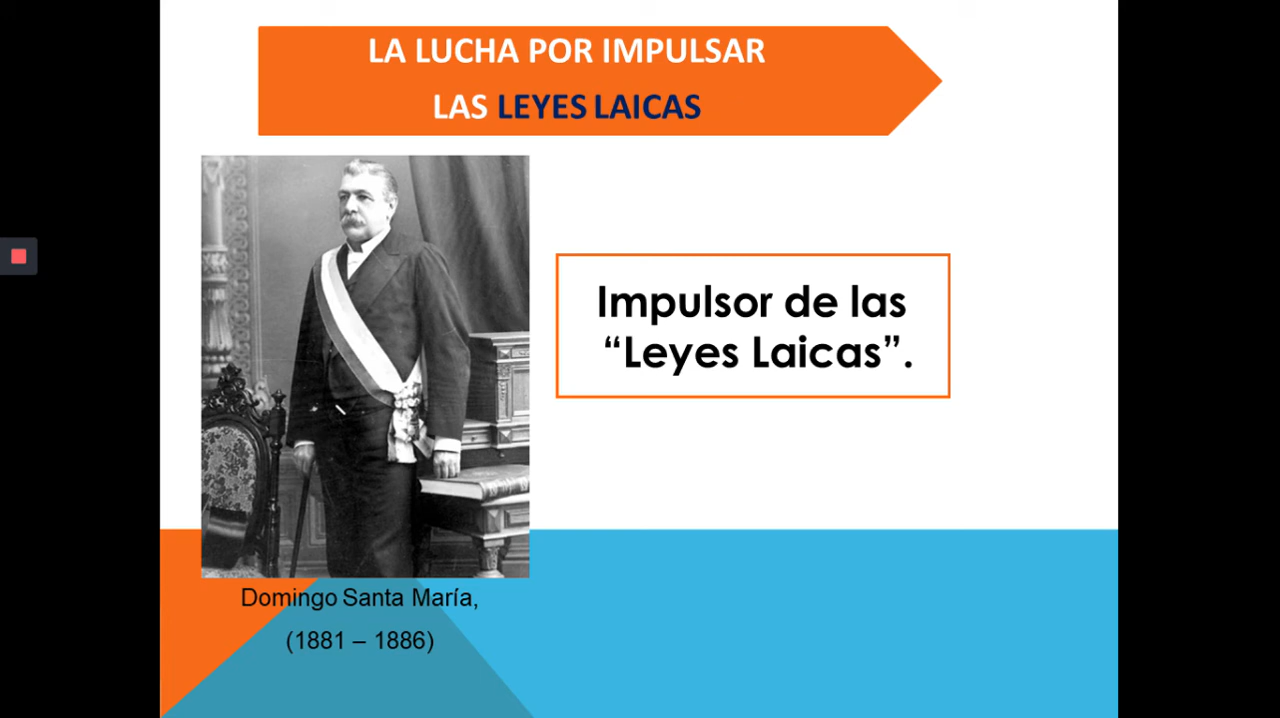 LA LUCHA POR IMPULSAR
LAS LEYES LAICAS
Impulsor de las
“Leyes Laicas”.
Domingo Santa María,
(1881 – 1886)